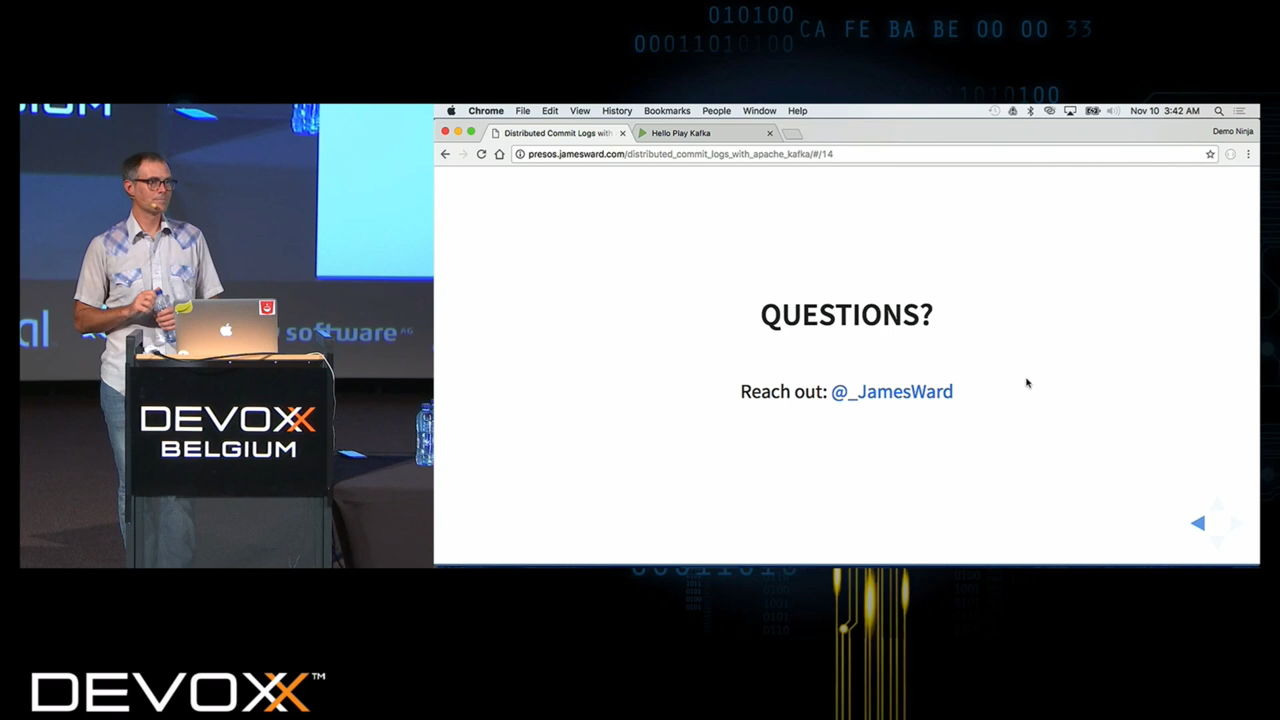 010100
00011010100
CA FE BA BE 00 00 33
1010100
Chrome File Edit View History Bookmarks People Window Help
Nov 10 3:42 AM
Distributed Commit Logs with
Hello Play Kafka
Demo Ninja
presos.jamesward.com/distributed_commit_logs_with_apache_kafka/#/14
QUESTIONS?
Reach out: @_JamesWard
software AG
DEVOXX
BELGIUM
DEVOXX™